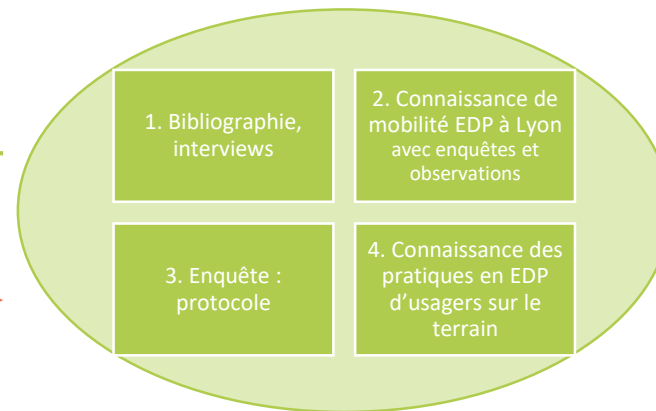 1. Bibliographie,
interviews
2. Connaissance de
mobilité EDP à Lyon
avec enquêtes et
observations
3. Enquête :
protocole
4. Connaissance des
pratiques en EDP
d’usagers sur le
terrain